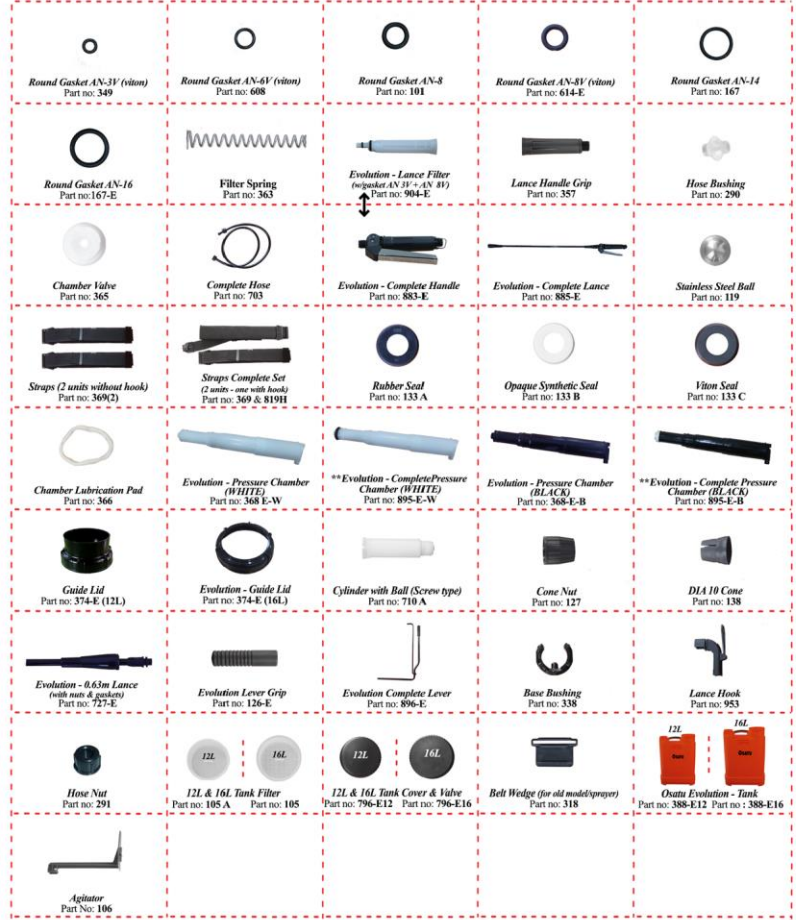 Round Gasket AN-3V (viton)
Part no: 349
Round Gasket AN-6V (viton)
Part no: 608
Round Gasket AN-8
Part no: 101
Round Gasket AN-8V (viton)
Part no: 614-E
Round Gasket AN-14
Part no: 167
Round Gasket AN-16
Part no:167-E
Filter Spring
Part no: 363
Evolution - Lance Filter
(w/gasket AN 3V + AN 8V)
Part no: 904-E
Lance Handle Grip
Part no: 357
Hose Bushing
Part no: 290
Chamber Valve
Part no: 365
Complete Hose
Part no: 703
Evolution - Complete Handle
Part no: 883-E
Evolution - Complete Lance
Part no: 885-E
Stainless Steel Ball
Part no: 119
Straps (2 units without hook)
Part no: 369(2)
Straps Complete Set
(2 units - one with hook)
Part no: 369 & 819H
Rubber Seal
Part no: 133 A
Opaque Synthetic Seal
Part no: 133 B
Viton Seal
Part no: 133 C
Chamber Lubrication Pad
Part no: 366
Evolution - Pressure Chamber
(WHITE)
Part no: 368 E-W
**Evolution - CompletePressure
Chamber (WHITE)
Part no: 895-E-W
Evolution - Pressure Chamber
(BLACK)
Part no: 368-E-B
**Evolution - Complete Pressure
Chamber (BLACK)
Part no: 895-E-B
Guide Lid
Part no: 374-E (12L)
Evolution - Guide Lid
Part no: 374-E (16L)
Cylinder with Ball (Screw type)
Part no: 710 A
Cone Nut
Part no: 127
DIA 10 Cone
Part no: 138
Evolution - 0.63m Lance
(with nuts & gaskets)
Part no: 727-E
Evolution Lever Grip
Part no: 126-E
Evolution Complete Lever
Part no: 896-E
Base Bushing
Part no: 338
Lance Hook
Part no: 953
Hose Nut
Part no: 291
12L
16L
12L & 16L Tank Filter
Part no: 105 A Part no: 105
12L
16L
12L & 16L Tank Cover & Valve
Part no: 796-E12 Part no: 796-E16
Belt Wedge (for old model/sprayer)
Part no: 318
12L
16L
Osatu
Osatu
Osatu Evolution - Tank
Part no: 388-E12 Part no : 388-E16
Agitator
Part No: 106